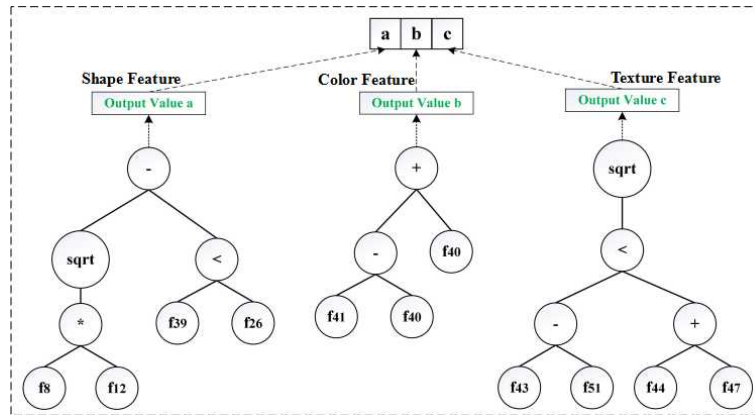 a b c
Shape Feature
Color Feature
Texture Feature
Output Value a
Output Value b
Output Value c
-
+
sqrt
sqrt
<
-
f40
<
*
f39
f26
f41
f40
-
+
f8
f12
f43
f51
f44
f47